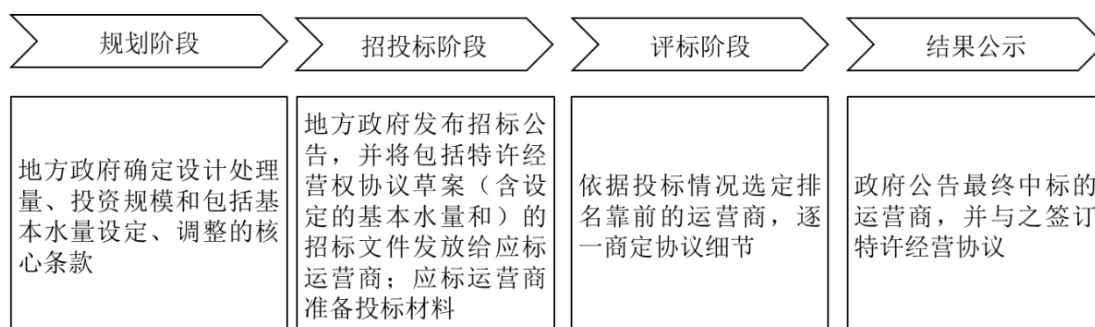 规划阶段
招投标阶段
评标阶段
结果公示
地方政府确定设计处理
量、投资规模和包括基
本水量设定、调整的核
心条款
地方政府发布招标公
告，并将包括特许经
营权协议草案（含设
定的基本水量和）的
招标文件发放给应标
运营商；应标运营商
准备投标材料
依据投标情况选定排
名靠前的运营商，逐
一商定协议细节
政府公告最终中标的
运营商，并与之签订
特许经营协议